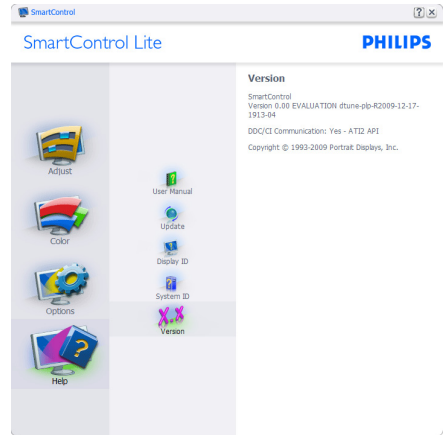 SmartControl
SmartControl Lite
PHILIPS
Adjust
Color
Options
Help
User Manual
Update
Display ID
System ID
X.X
Version
Version
SmartControl
Version 0.00 EVALUATION dtune-plp-R2009-12-17-
1913-04
DDC/CI Communication: Yes - ATI2 API
Copyright © 1993-2009 Portrait Displays, Inc.